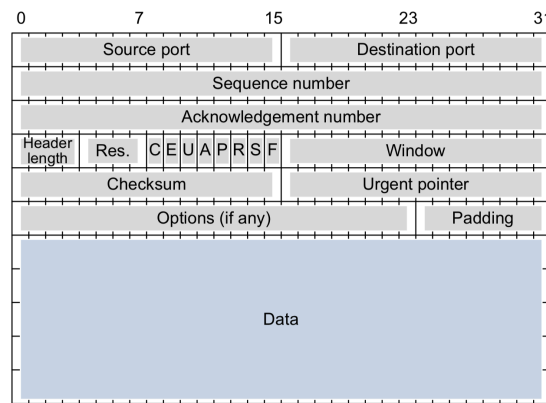 0 7 15 23 3
Source port Destination port
Sequence number
Acknowledgement number
Header length Res. C E U A P R S F Window
Checksum Urgent pointer
Options (if any) Padding
Data